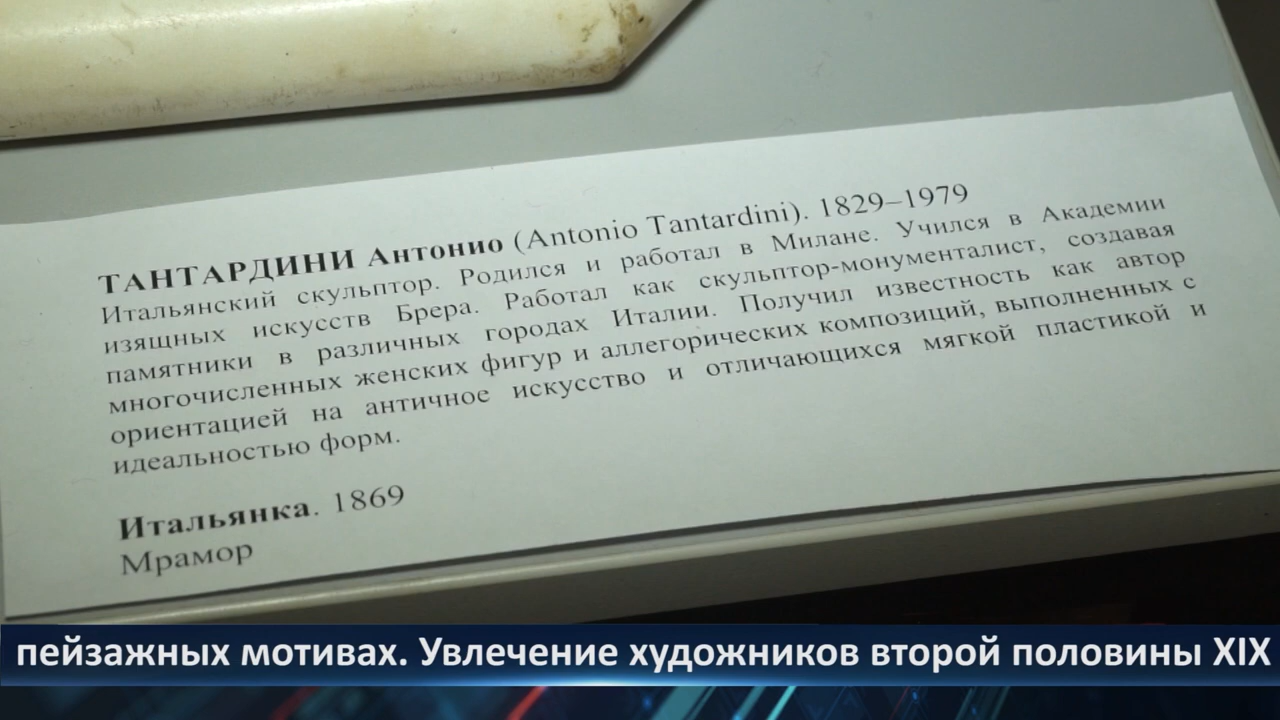 ТАНТАРДИНИ Антонио (Antonio Tantardini). 1829–1979
Итальянский скульптор. Родился и работал в Милане. Учился в Академии
изящных искусств Брера. Работал как скульптор-монументалист, создавая
памятники в различных городах Италии. Получил известность как автор
многочисленных женских фигур и аллегорических композиций, выполненных с
ориентацией на античное искусство и отличающихся мягкой пластикой и
идеальностью форм.
Итальянка. 1869
Мрамор
пейзажных мотивах. Увлечение художников второй половины XIX